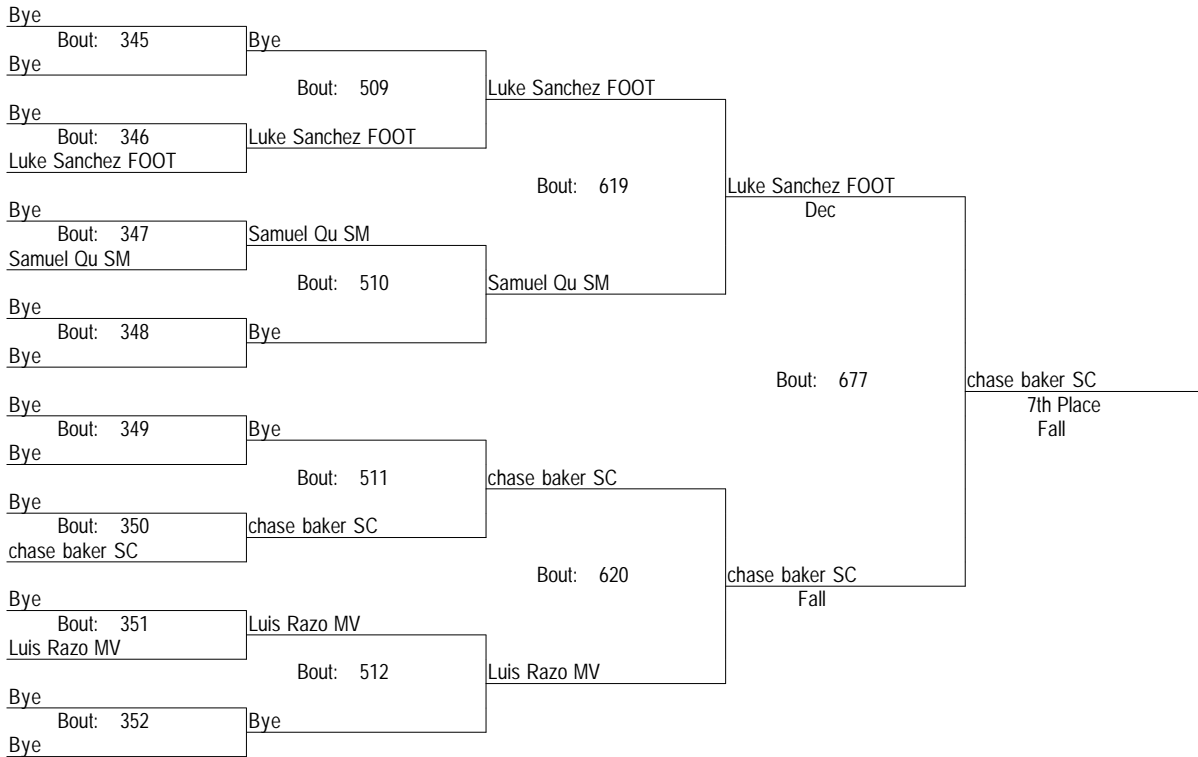 Bye
Bout: 345
Bye
Bye
Bout: 509
Luke Sanchez FOOT
Bye
Bout: 346
Luke Sanchez FOOT
Luke Sanchez FOOT
Bout: 619
Luke Sanchez FOOT
Dec
Bye
Bout: 347
Samuel Qu SM
Samuel Qu SM
Bout: 510
Samuel Qu SM
Bye
Bout: 348
Bye
Bye
Bout: 677
chase baker SC
7th Place
Fall
Bye
Bout: 349
Bye
Bye
Bout: 511
chase baker SC
Bye
Bout: 350
chase baker SC
chase baker SC
Bout: 620
chase baker SC
Fall
Bye
Bout: 351
Luis Razo MV
Luis Razo MV
Bout: 512
Luis Razo MV
Bye
Bout: 352
Bye
Bye